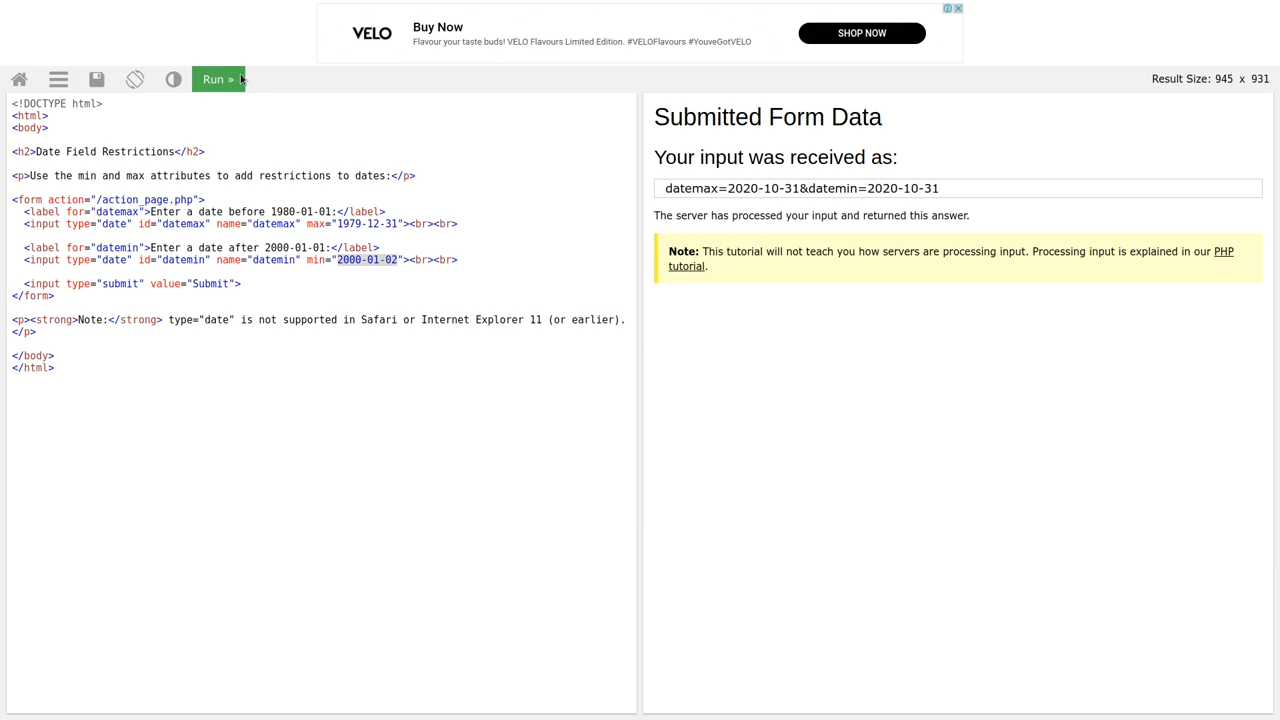 VELO
Buy Now
Flavour your taste buds! VELO Flavours Limited Edition. #VELOFlavours #YouveGotVELO
SHOP NOW
Run »
Result Size: 945 x 931
<!DOCTYPE html>
<html>
<body>
<h2>Date Field Restrictions</h2>
<p>Use the min and max attributes to add restrictions to dates:</p>
<form action="/action_page.php">
<label for="datemax">Enter a date before 1980-01-01:</label>
<input type="date" id="datemax" name="datemax" max="1979-12-31"><br><br>
<label for="datemin">Enter a date after 2000-01-01:</label>
<input type="date" id="datemin" name="datemin" min="2000-01-02"><br><br>
<input type="submit" value="Submit">
</form>
<p><strong>Note:</strong> type="date" is not supported in Safari or Internet Explorer 11 (or earlier).
</p>
</body>
</html>
Submitted Form Data
Your input was received as:
datemax=2020-10-31&datemin=2020-10-31
The server has processed your input and returned this answer.
Note: This tutorial will not teach you how servers are processing input. Processing input is explained in our PHP
tutorial.